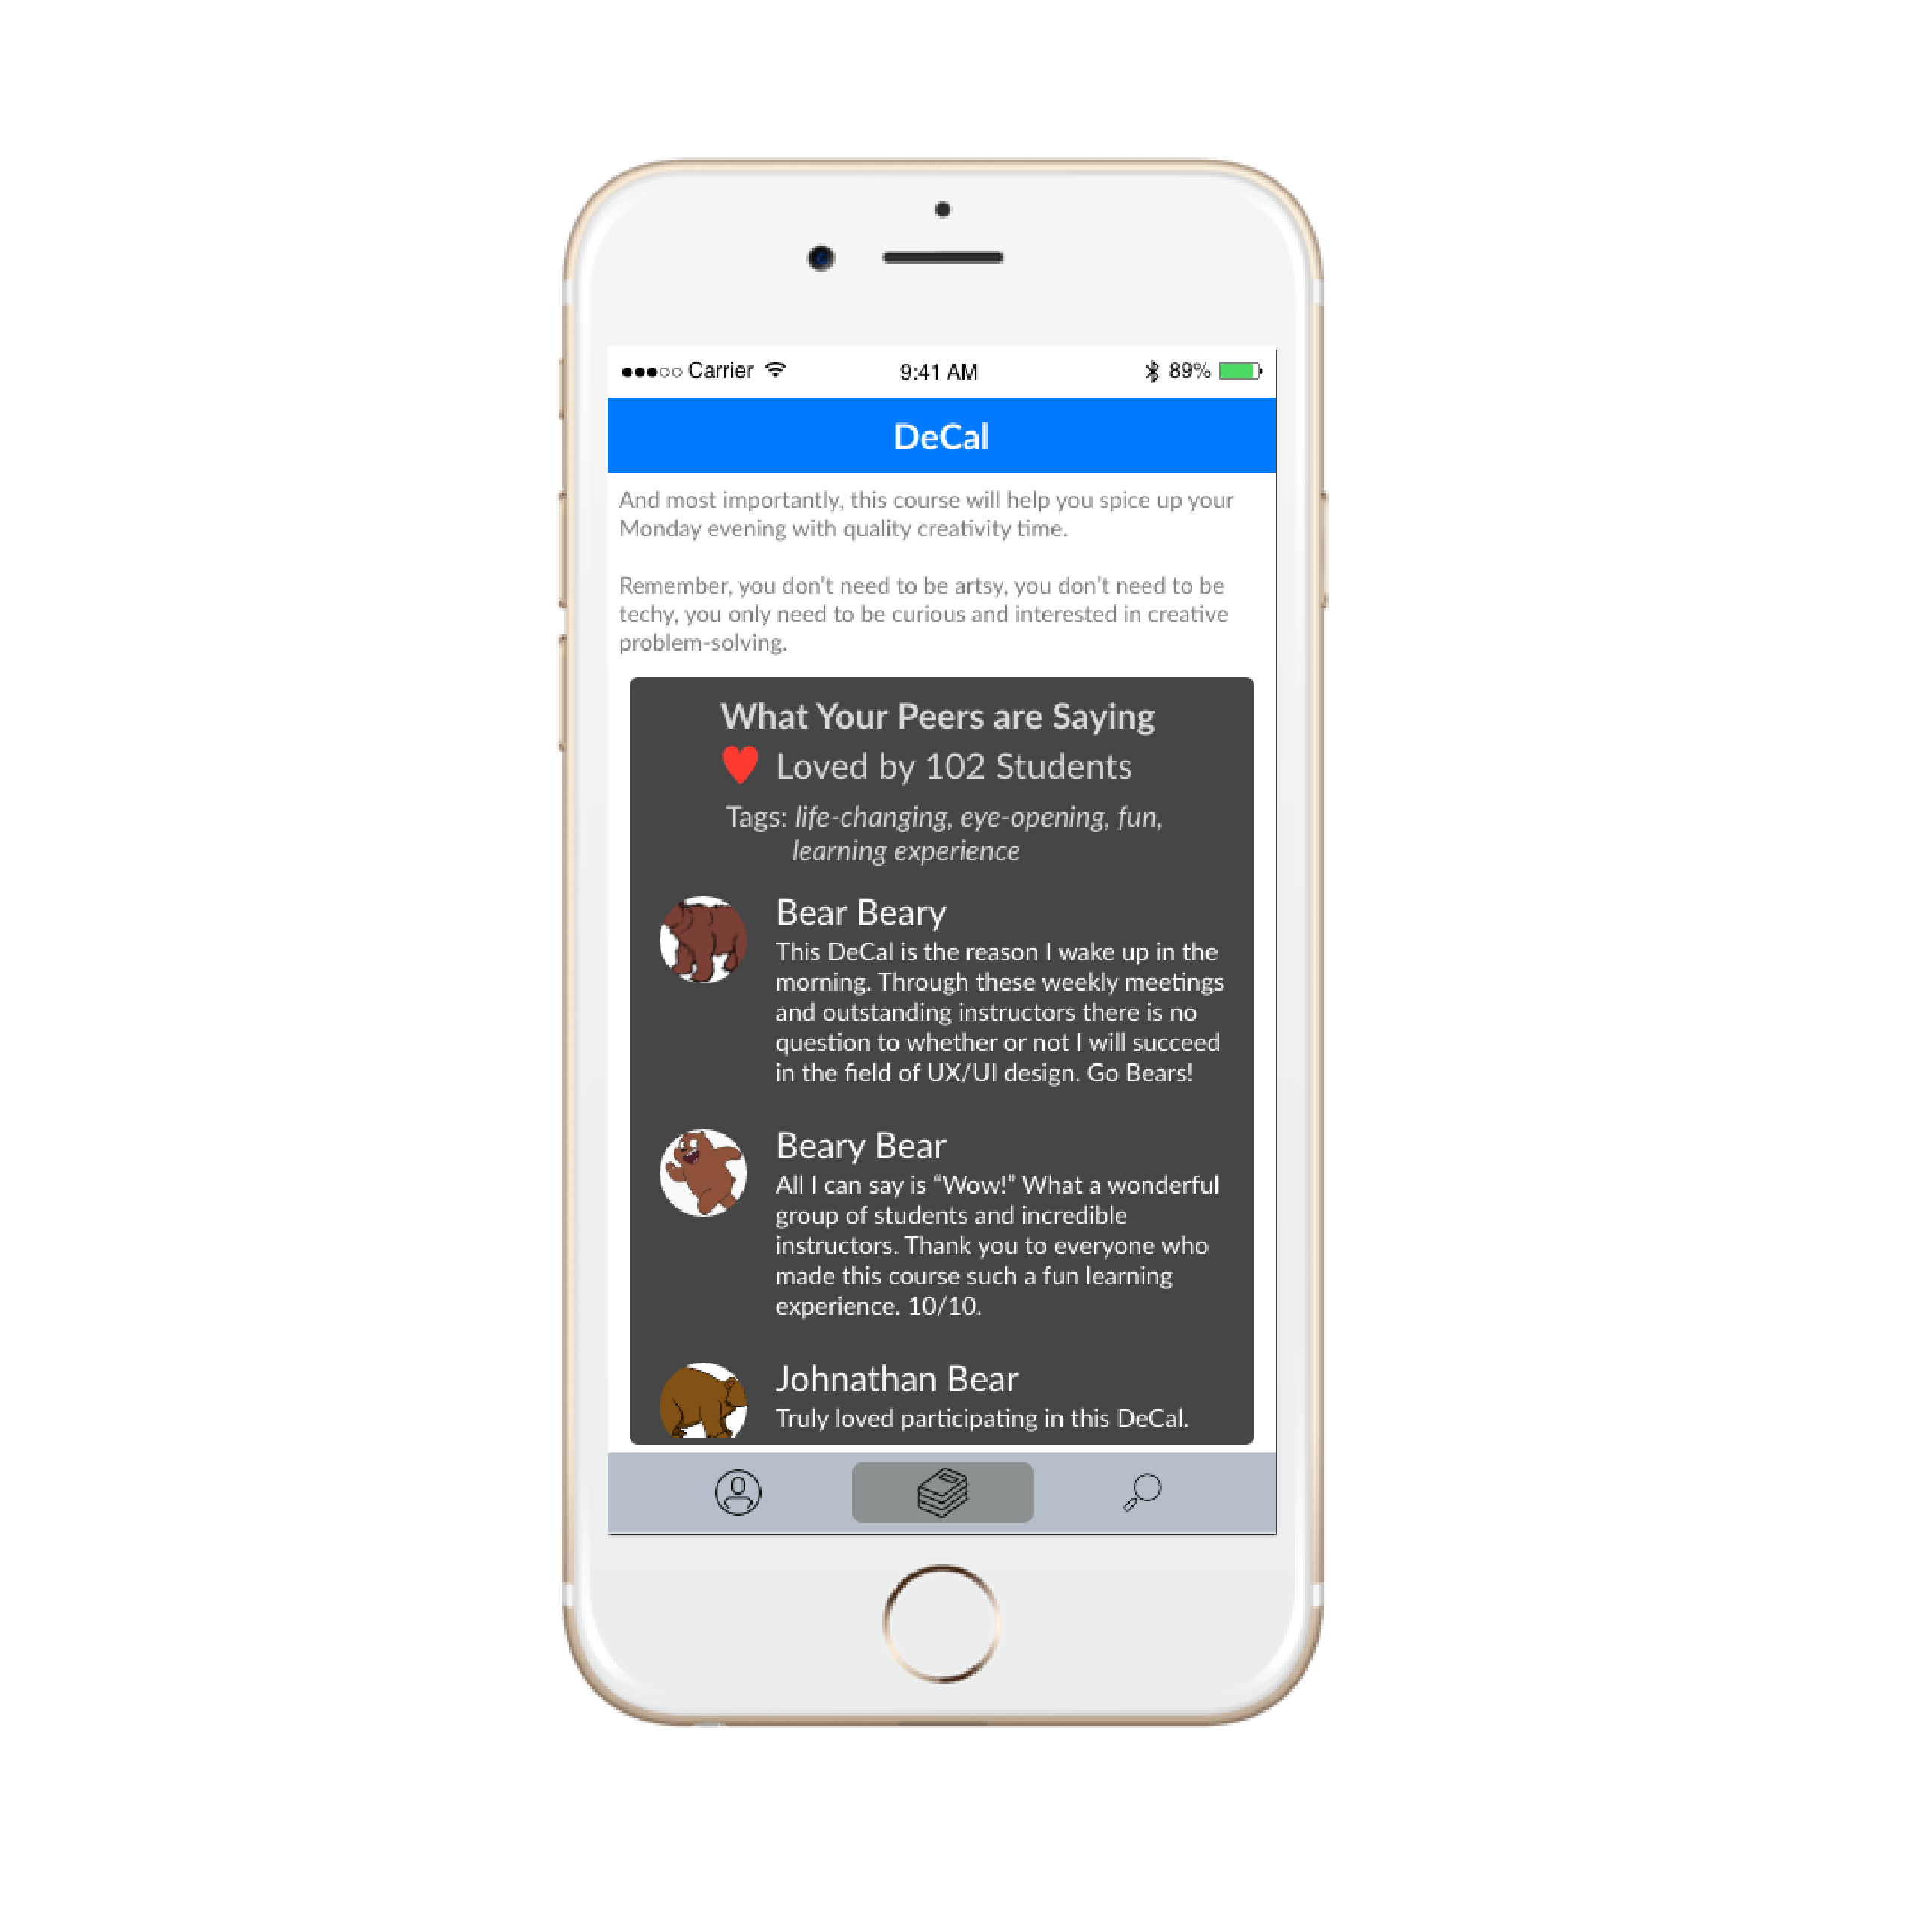 Carrier 9:41 AM 89%
DeCal
And most importantly, this course will help you spice up your
Monday evening with quality creativity time.
Remember, you don't need to be artsy, you don't need to be
techy, you only need to be curious and interested in creative
problem-solving.
What Your Peers are Saying
Loved by 102 Students
Tags: life-changing, eye-opening, fun,
learning experience
Bear Beary
This DeCal is the reason I wake up in the
morning. Through these weekly meetings
and outstanding instructors there is no
question to whether or not I will succeed
in the field of UX/UI design. Go Bears!
Beary Bear
All I can say is “Wow!” What a wonderful
group of students and incredible
instructors. Thank you to everyone who
made this course such a fun learning
experience. 10/10.
Johnathan Bear
Truly loved participating in this DeCal.